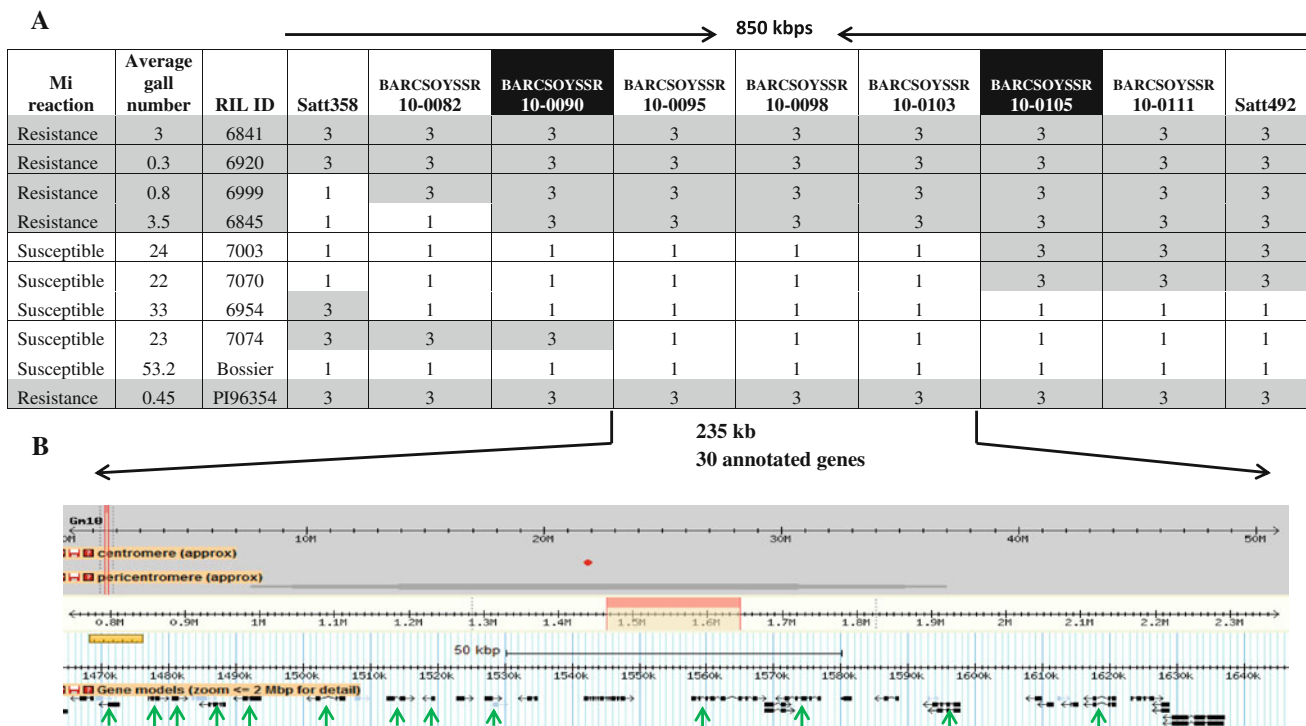 A
850 kbps
Mi reaction Average gall number RIL ID Satt358 BARCSOYSSR 10-0082 BARCSOYSSR 10-0090 BARCSOYSSR 10-0095 BARCSOYSSR 10-0098 BARCSOYSSR 10-0103 BARCSOYSSR 10-0105 BARCSOYSSR 10-0111 Satt492
Resistance 3 6841 3 3 3 3 3 3 3 3 3
Resistance 0.3 6920 3 3 3 3 3 3 3 3 3
Resistance 0.8 6999 1 3 3 3 3 3 3 3 3
Resistance 3.5 6845 1 1 3 3 3 3 3 3 3
Susceptible 24 7003 1 1 1 1 1 1 3 3 3
Susceptible 22 7070 1 1 1 1 1 1 3 3 3
Susceptible 33 6954 3 1 1 1 1 1 1 1 1
Susceptible 23 7074 3 3 3 1 1 1 1 1 1
Susceptible 53.2 Bossier 1 1 1 1 1 1 1 1 1
Resistance 0.45 PI96354 3 3 3 3 3 3 3 3 3
235 kb
30 annotated genes
B
Gm10
10M 20M 30M 40M 50M
centromere (approx)
pericentromere (approx)
0.8M 0.9M 1M 1.1M 1.2M 1.3M 1.4M 1.5M 1.6M 1.7M 1.8M 1.9M 2M 2.1M 2.2M 2.3M
50 kbp
1470k 1480k 1490k 1500k 1510k 1520k 1530k 1540k 1550k 1560k 1570k 1580k 1590k 1600k 1610k 1620k 1630k 1640k
Gene models (zoom <= 2 Mbp for detail)